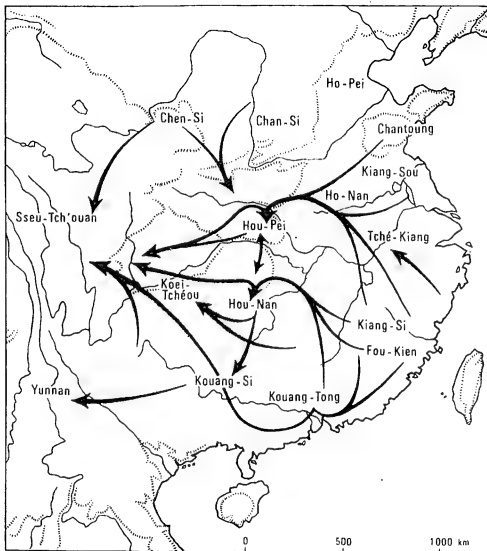 Ho-Pei
Chen-Si
Chan-Si
Chantoung
Kiang-Sou
Ho-Nan
Sseu-Tch'ouan
Hou-Pei
Tché-Kiang
Koei-
Tchéou
Hou-Nan
Kiang-Si
Fou-Kien
Yunnan
Kouang-Si
Kouang-Tong
0 500 1000 km